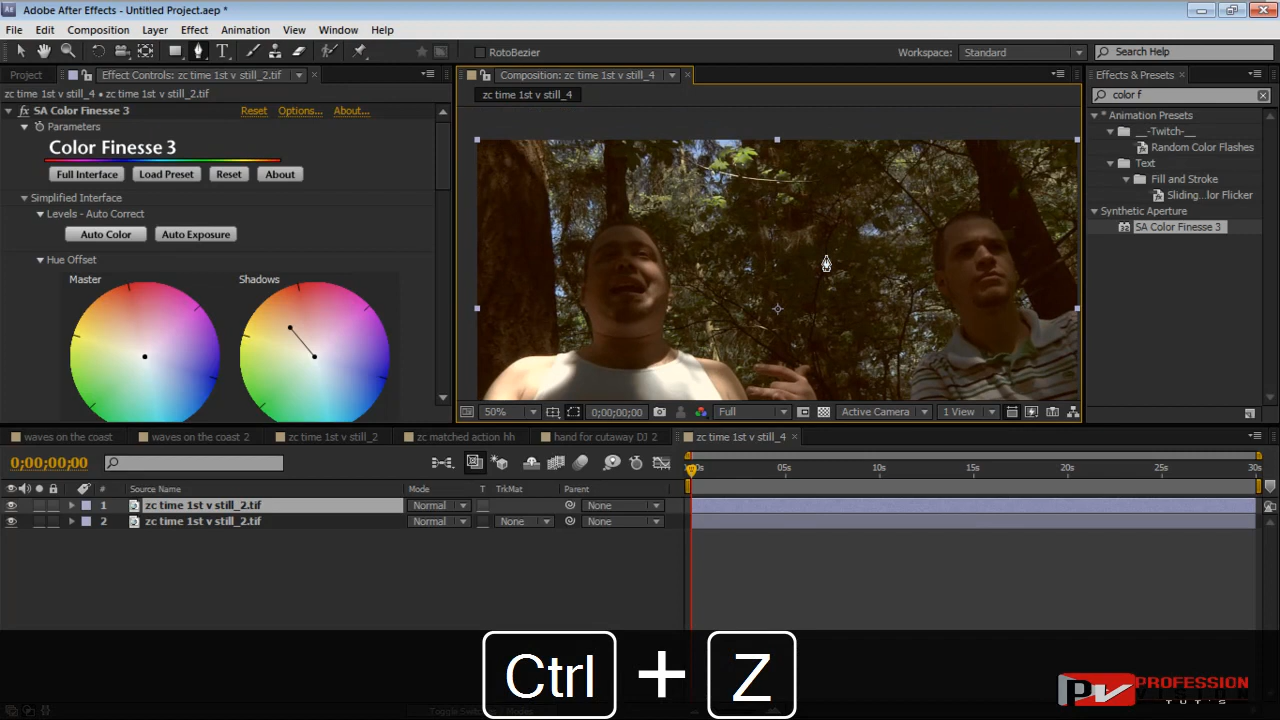 Adobe After Effects - Untitled Project.aep *
File Edit Composition Layer Effect Animation View Window Help
RotoBezier
Workspace: Standard
Search Help
Project
Effect Controls: zc time 1st v still_2.tif
zc time 1st v still_4 • zc time 1st v still_2.tif
SA Color Finesse 3
Reset
Options...
About...
Parameters
Color Finesse 3
Full Interface
Load Preset
Reset
About
Simplified Interface
Levels - Auto Correct
Auto Color
Auto Exposure
Hue Offset
Master
Shadows
Composition: zc time 1st v still_4
zc time 1st v still_4
50%
0;00;00;00
Full
Active Camera
1 View
Effects & Presets
color f
* Animation Presets
__-Twitch-__
Random Color Flashes
Text
Fill and Stroke
Sliding...lor Flicker
Synthetic Aperture
SA Color Finesse 3
waves on the coast
waves on the coast 2
zc time 1st v still_2
zc matched action hh
hand for cutaway DJ 2
zc time 1st v still_4
0;00;00;00
05s 10s 15s 20s 25s 30s
# Source Name Mode T TrkMat Parent
1 zc time 1st v still_2.tif Normal None
2 zc time 1st v still_2.tif Normal None None
Ctrl + Z
PV PROFESSION
VISION
TUT'S